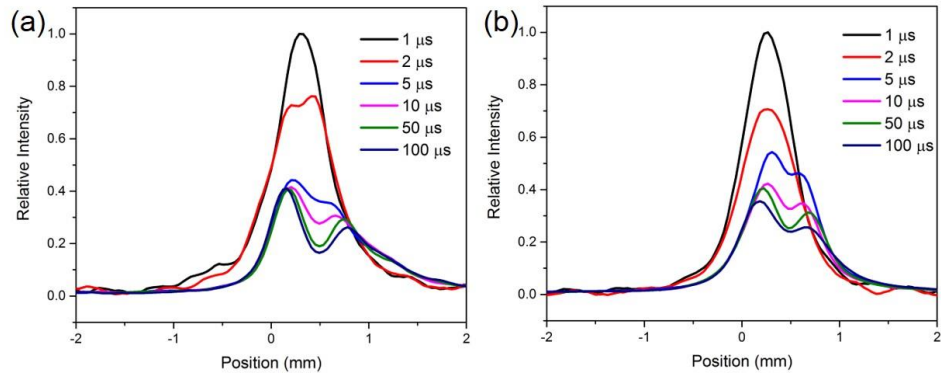 (a)
1 μs
2 μs
5 μs
10 μs
50 μs
100 μs
Relative Intensity
1.0
0.8
0.6
0.4
0.2
0.0
-2 -1 0 1 2
Position (mm)
(b)
1 μs
2 μs
5 μs
10 μs
50 μs
100 μs
Relative Intensity
1.0
0.8
0.6
0.4
0.2
0.0
-2 -1 0 1 2
Position (mm)